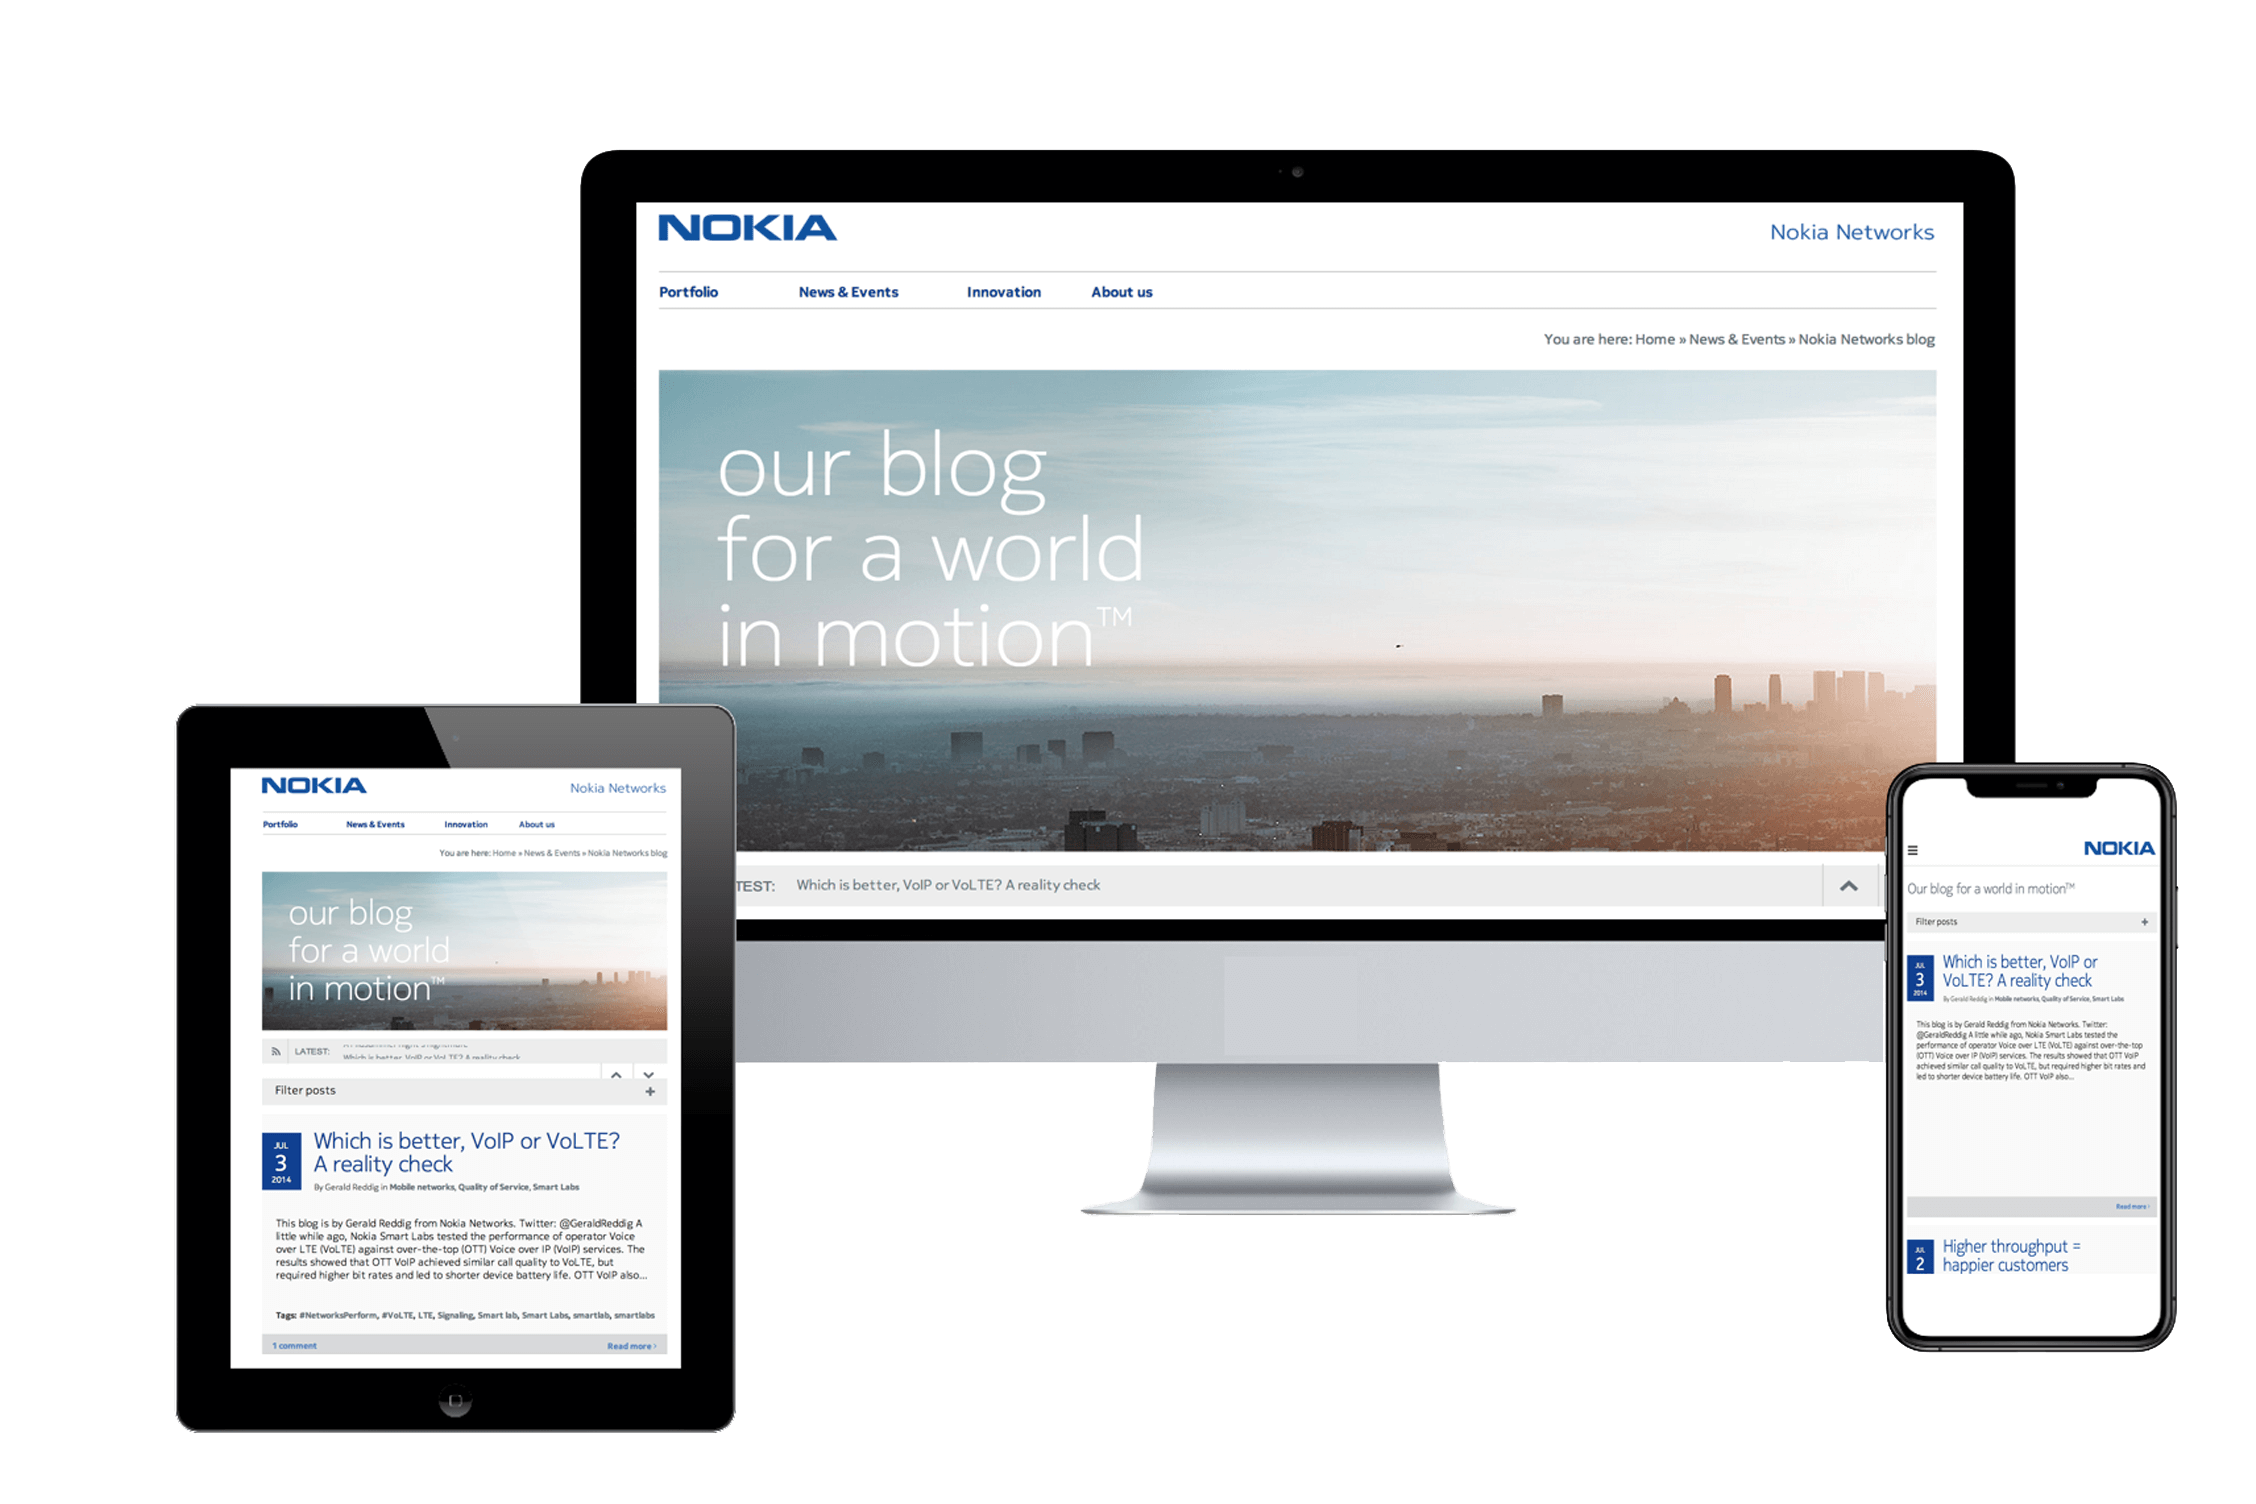 NOKIA
Nokia Networks
Portfolio News & Events Innovation About us
You are here: Home » News & Events » Nokia Networks blog
our blog
for a world
in motion™
TEST: Which is better, VoIP or VoLTE? A reality check
NOKIA
Nokia Networks
Portfolio News & Events Innovation About us
You are here: Home » News & Events » Nokia Networks blog
our blog
for a world
in motion™
LATEST:
Which is better, VoIP or VoLTE? A reality check
Filter posts +
JUL
3
2014
Which is better, VoIP or VoLTE?
A reality check
By Gerald Reddig in Mobile networks, Quality of Service, Smart Labs
This blog is by Gerald Reddig from Nokia Networks. Twitter: @GeraldReddig A
little while ago, Nokia Smart Labs tested the performance of operator Voice
over LTE (VoLTE) against over-the-top (OTT) Voice over IP (VoIP) services. The
results showed that OTT VoIP achieved similar call quality to VoLTE, but
required higher bit rates and led to shorter device battery life. OTT VoIP also...
Tags: #NetworksPerform, #VoLTE, LTE, Signaling, Smart lab, Smart Labs, smartlab, smartlabs
1 comment Read more ›
NOKIA
Our blog for a world in motion™
Filter posts +
JUL
3
2014
Which is better, VoIP or
VoLTE? A reality check
By Gerald Reddig in Mobile networks, Quality of Service, Smart Labs
This blog is by Gerald Reddig from Nokia Networks. Twitter:
@GeraldReddig A little while ago, Nokia Smart Labs tested the
performance of operator Voice over LTE (VoLTE) against over-the-top
(OTT) Voice over IP (VoIP) services. The results showed that OTT VoIP
achieved similar call quality to VoLTE, but required higher bit rates and
led to shorter device battery life. OTT VoIP also...
Read more ›
JUL
2
Higher throughput =
happier customers